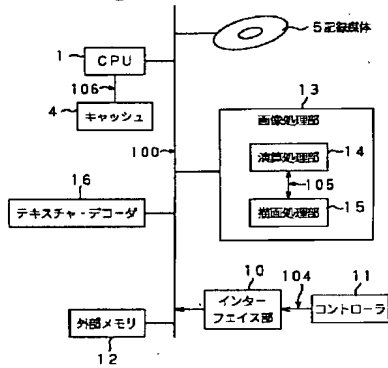 5 記録媒体
1
CPU
106
4
キャッシュ
13
画像処理部
演算処理部
14
100
105
16
描画処理部
15
テキスチャ・デコーダ
10
104
11
インターフェイス部
コントローラ
外部メモリ
12